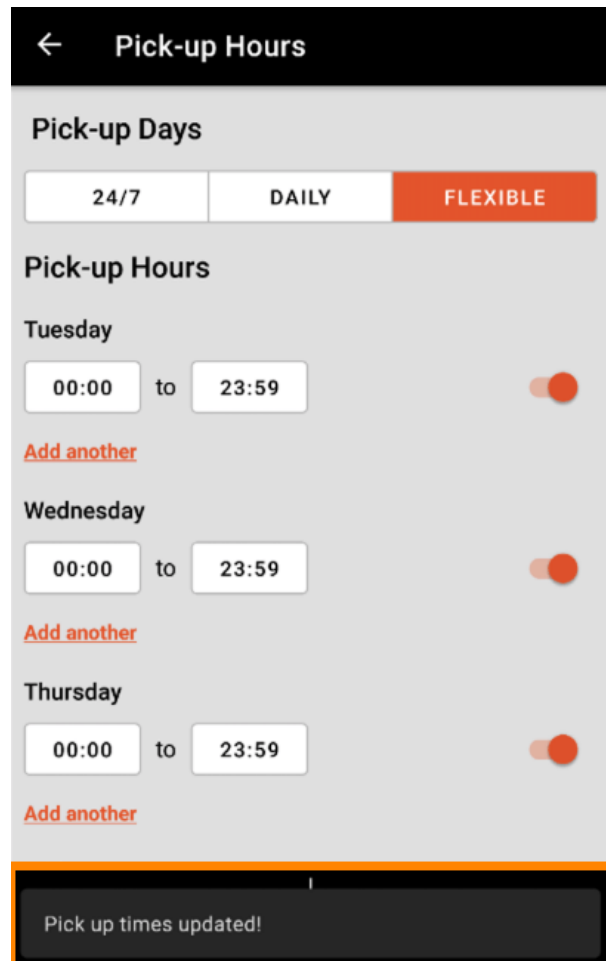 Pick-up Hours
Pick-up Days
24/7 DAILY FLEXIBLE
Pick-up Hours
Tuesday
00:00 to 23:59
Add another
Wednesday
00:00 to 23:59
Add another
Thursday
00:00 to 23:59
Add another
Pick up times updated!